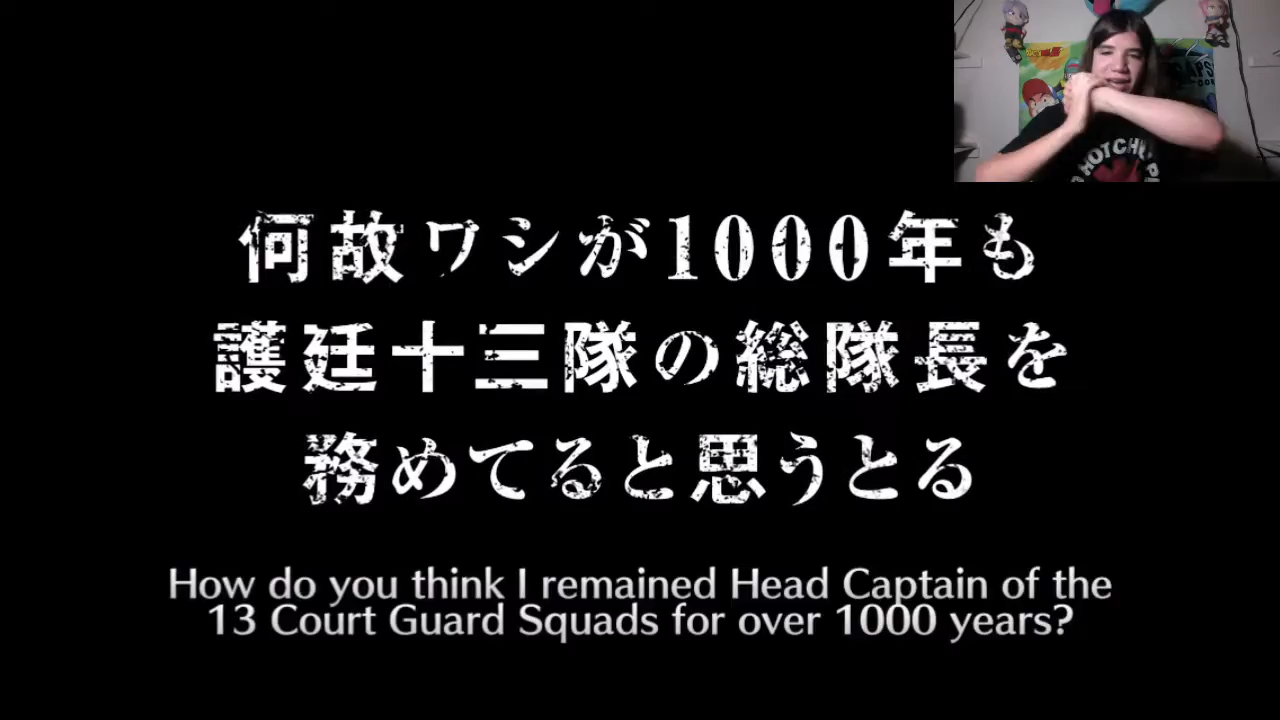 何故ワシが1000年も
護廷十三隊の総隊長を
務めてると思うとる
How do you think I remained Head Captain of the
13 Court Guard Squads for over 1000 years?
HOT CHI